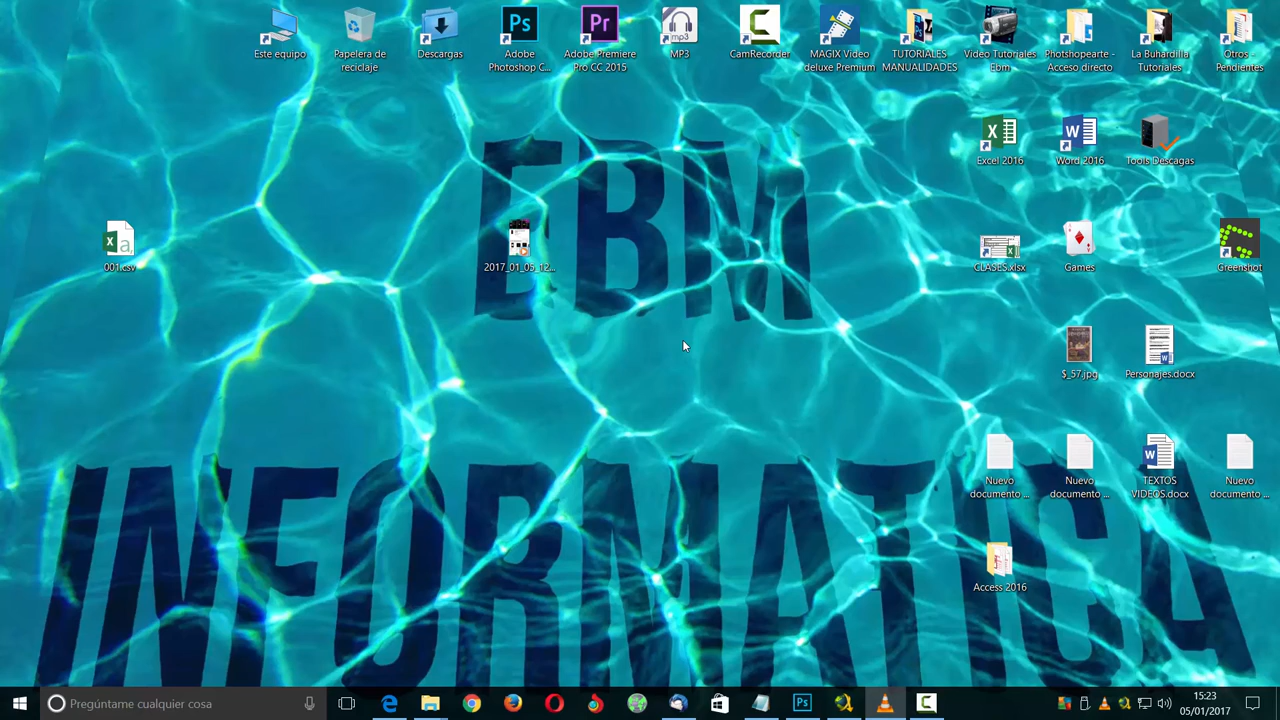 Este equipo
Papelera de
reciclaje
Descargas
Adobe
Photoshop C...
Adobe Premiere
Pro CC 2015
MP3
CamRecorder
MAGIX Video
deluxe Premium
TUTORIALES
MANUALIDADES
Video Tutoriales
Ebm
Photshopearte -
Acceso directo
La Buhardilla
Tutoriales
Otros -
Pendientes
Excel 2016
Word 2016
Tools Descagas
EBM
001.csv
2017_01_05_12...
CLASES.xlsx
Games
Greenshot
$_57.jpg
Personajes.docx
Nuevo
documento ...
Nuevo
documento ...
TEXTOS
VIDEOS.docx
Nuevo
documento ...
INFORMATICA
Access 2016
Pregúntame cualquier cosa
15:23
05/01/2017